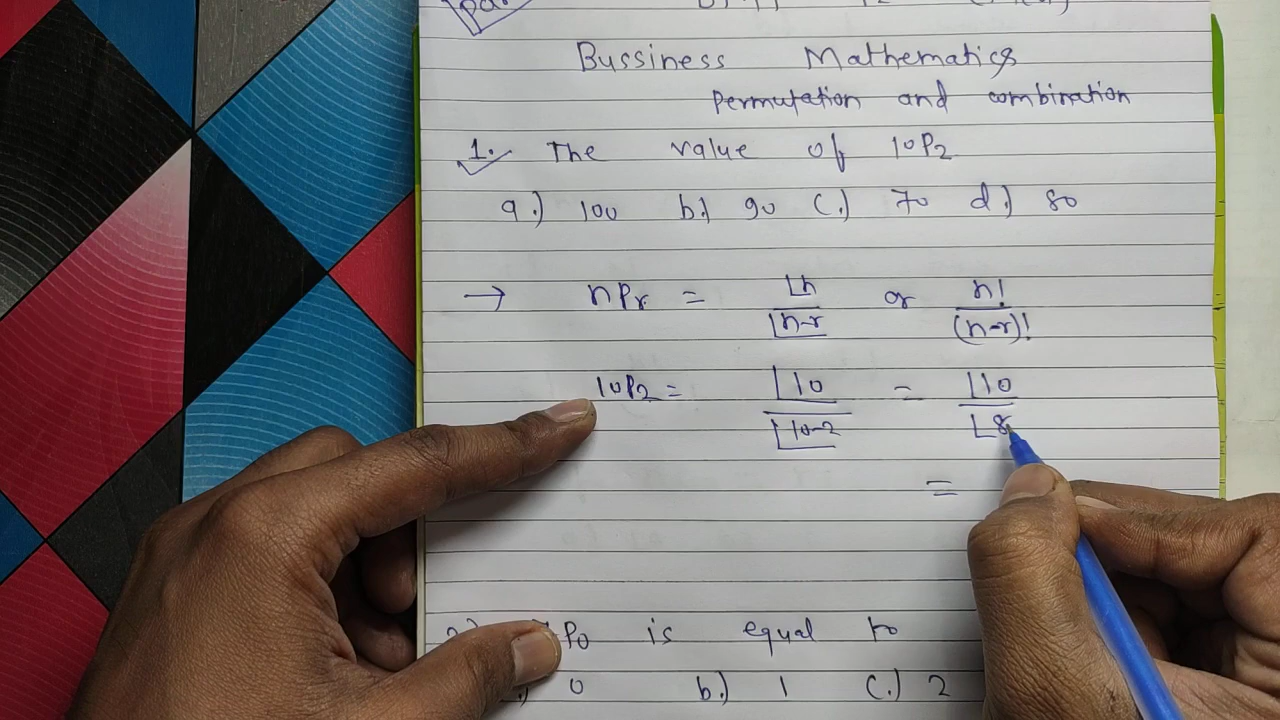 Bussiness Mathematics
Permutation and combination
1. The value of 10P2
a.) 100 b.) 90 c.) 70 d.) 80
→ nPr = ⌊n / ⌊n-r or n! / (n-r)!
10P2 = ⌊10 / ⌊10-2 = ⌊10 / ⌊8
=
P0 is equal to
0 b.) 1 c.) 2